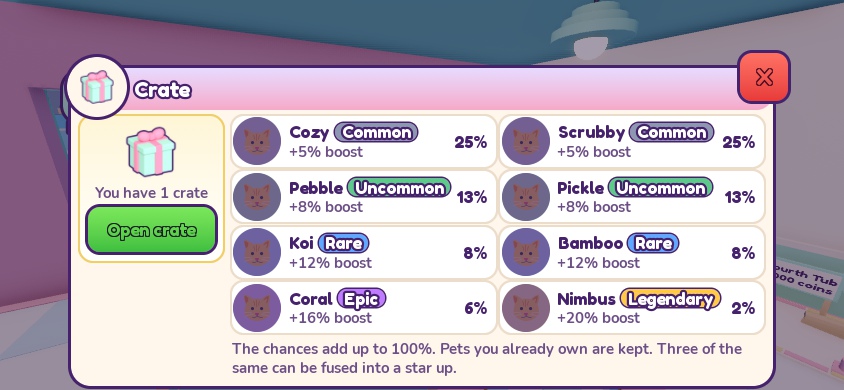 Crate
You have 1 crate
Open crate
Cozy Common
+5% boost
25%
Scrubby Common
+5% boost
25%
Pebble Uncommon
+8% boost
13%
Pickle Uncommon
+8% boost
13%
Koi Rare
+12% boost
8%
Bamboo Rare
+12% boost
8%
Coral Epic
+16% boost
6%
Nimbus Legendary
+20% boost
2%
The chances add up to 100%. Pets you already own are kept. Three of the
same can be fused into a star up.
Tub
coins